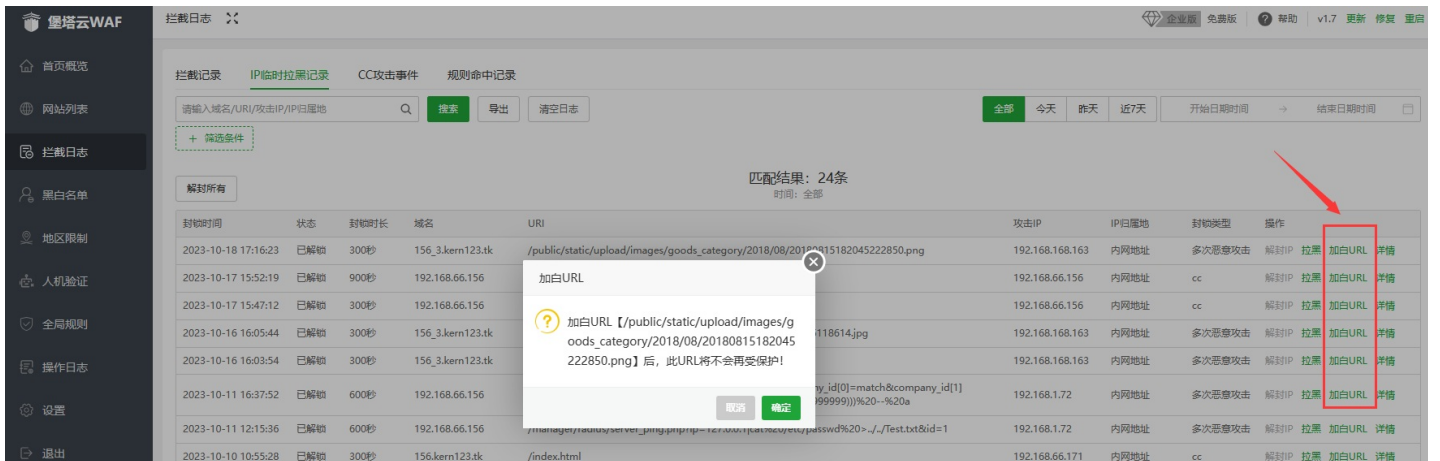 堡塔云WAF
拦截日志
企业版 免费版 帮助 v1.7 更新 修复 重启
首页概览
网站列表
拦截日志
黑白名单
地区限制
人机验证
全局规则
操作日志
设置
退出
拦截记录 IP临时拉黑记录 CC攻击事件 规则命中记录
请输入域名/URI/攻击IP/IP归属地 搜索 导出 清空日志 全部 今天 昨天 近7天 开始日期时间 → 结束日期时间
+ 筛选条件
匹配结果：24条
解封所有
时间：全部
封锁时间 状态 封锁时长 域名 URI 攻击IP IP归属地 封锁类型 操作
2023-10-18 17:16:23 已解锁 300秒 156_3.kern123.tk /public/static/upload/images/goods_category/2018/08/20180815182045222850.png 192.168.168.163 内网地址 多次恶意攻击 解封IP 拉黑 加白URL 详情
2023-10-17 15:52:19 已解锁 900秒 192.168.66.156 192.168.66.156 内网地址 cc 解封IP 拉黑 加白URL 详情
2023-10-17 15:47:12 已解锁 300秒 192.168.66.156 192.168.66.156 内网地址 cc 解封IP 拉黑 加白URL 详情
2023-10-16 16:05:44 已解锁 300秒 156_3.kern123.tk 118614.jpg 192.168.168.163 内网地址 多次恶意攻击 解封IP 拉黑 加白URL 详情
2023-10-16 16:03:54 已解锁 300秒 156_3.kern123.tk 192.168.168.163 内网地址 多次恶意攻击 解封IP 拉黑 加白URL 详情
2023-10-11 16:37:52 已解锁 600秒 192.168.66.156 y_id[0]=match&company_id[1] 192.168.1.72 内网地址 多次恶意攻击 解封IP 拉黑 加白URL 详情
999999)))%20--%20a
2023-10-11 12:15:36 已解锁 600秒 192.168.66.156 /manager/radius/server_ping.php?ip=127.0.0.1|cat%20/etc/passwd%20>../../Test.txt&id=1 192.168.1.72 内网地址 多次恶意攻击 解封IP 拉黑 加白URL 详情
2023-10-10 10:55:28 已解锁 300秒 156.kern123.tk /index.html 192.168.66.171 内网地址 cc 解封IP 拉黑 加白URL 详情
加白URL
加白URL【/public/static/upload/images/g
oods_category/2018/08/20180815182045
222850.png】后，此URL将不会再受保护！
取消 确定